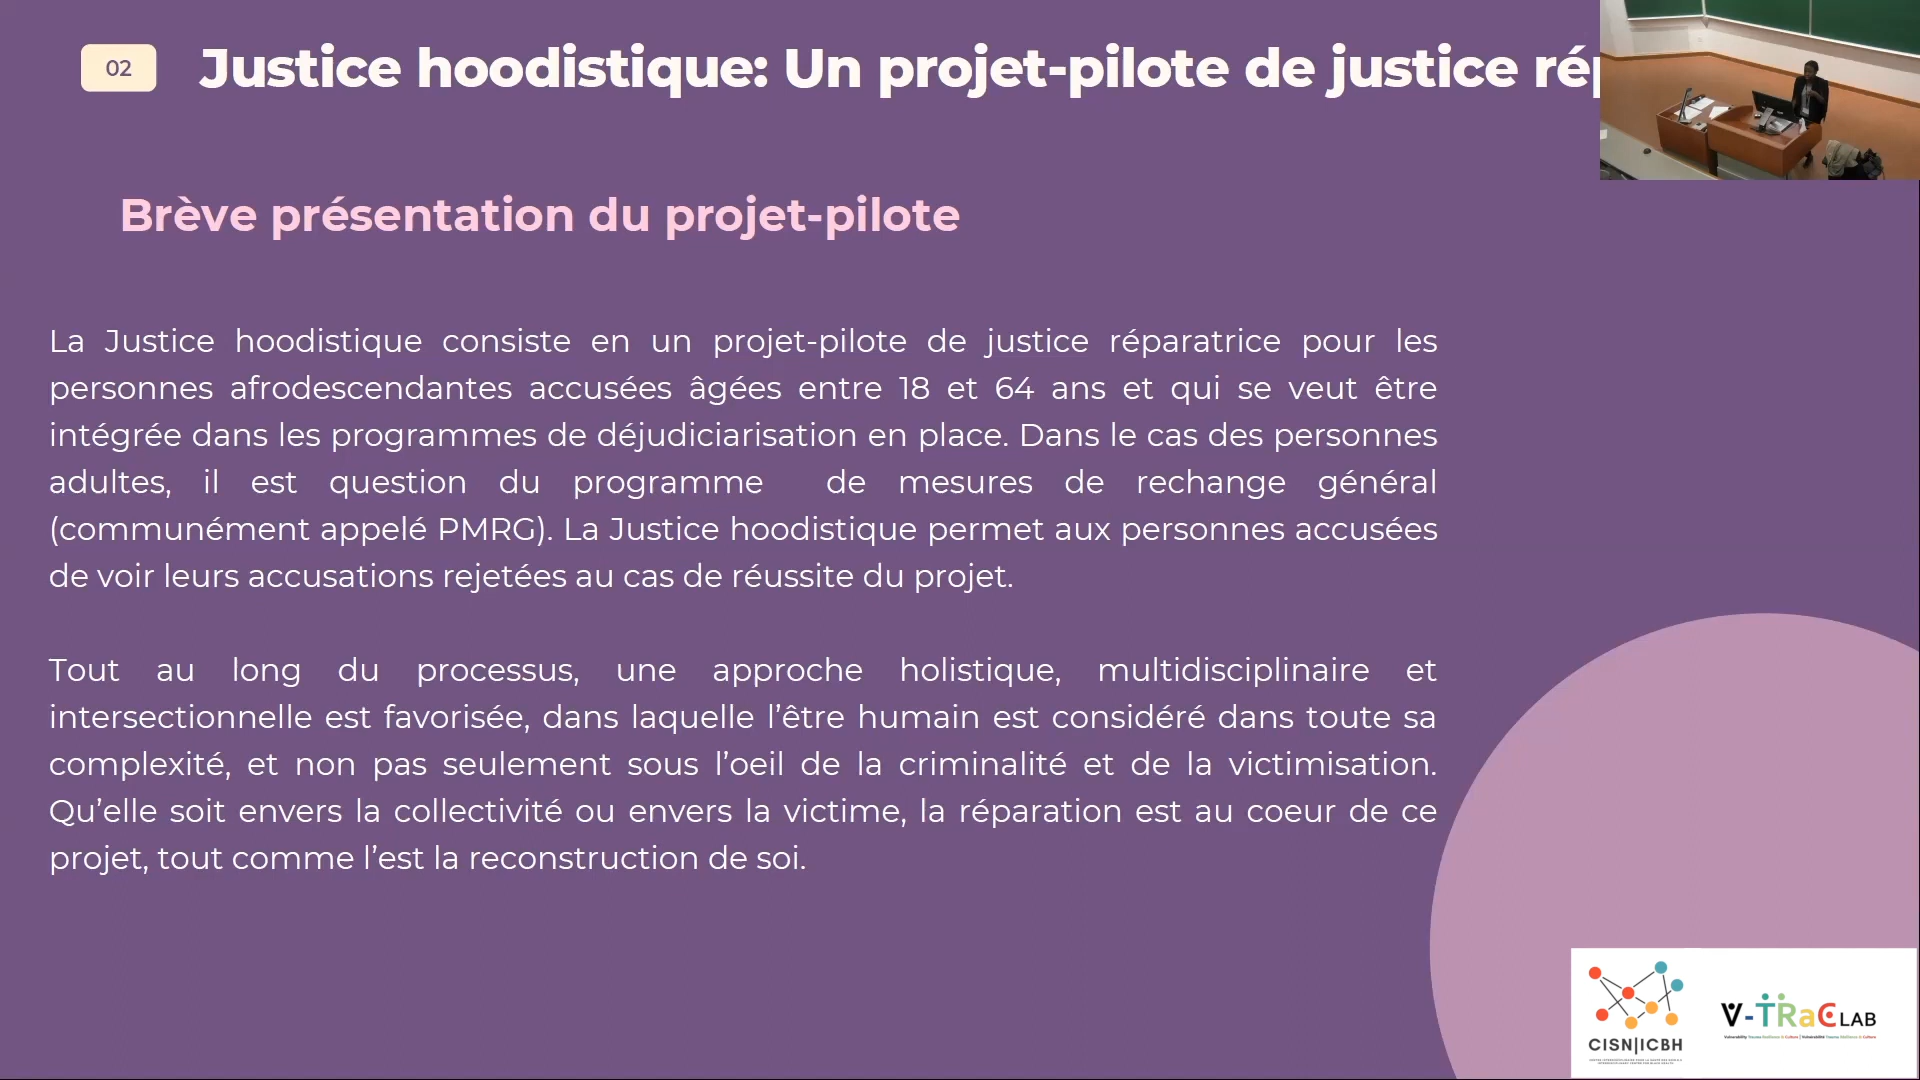 02
Justice hoodistique: Un projet-pilote de justice
Brève présentation du projet-pilote
La Justice hoodistique consiste en un projet-pilote de justice réparatrice pour les
personnes afrodescendantes accusées âgées entre 18 et 64 ans et qui se veut être
intégrée dans les programmes de déjudiciarisation en place. Dans le cas des personnes
adultes, il est question du programme de mesures de rechange général
(communément appelé PMRG). La Justice hoodistique permet aux personnes accusées
de voir leurs accusations rejetées au cas de réussite du projet.
Tout au long du processus, une approche holistique, multidisciplinaire et
intersectionnelle est favorisée, dans laquelle l’être humain est considéré dans toute sa
complexité, et non pas seulement sous l’oeil de la criminalité et de la victimisation.
Qu’elle soit envers la collectivité ou envers la victime, la réparation est au coeur de ce
projet, tout comme l’est la reconstruction de soi.
CISN|ICBH
V-TRaC LAB